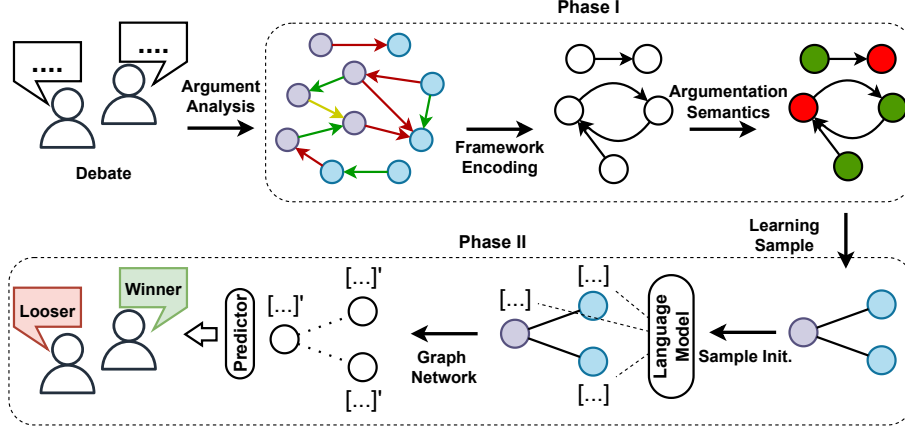 Phase I
....
....
Argument
Analysis
Debate
Framework
Encoding
Argumentation
Semantics
Learning
Sample
Phase II
Looser
Winner
Predictor
[...]'
[...]'
[...]'
Graph
Network
[...]
[...]
[...]
Language
Model
Sample Init.